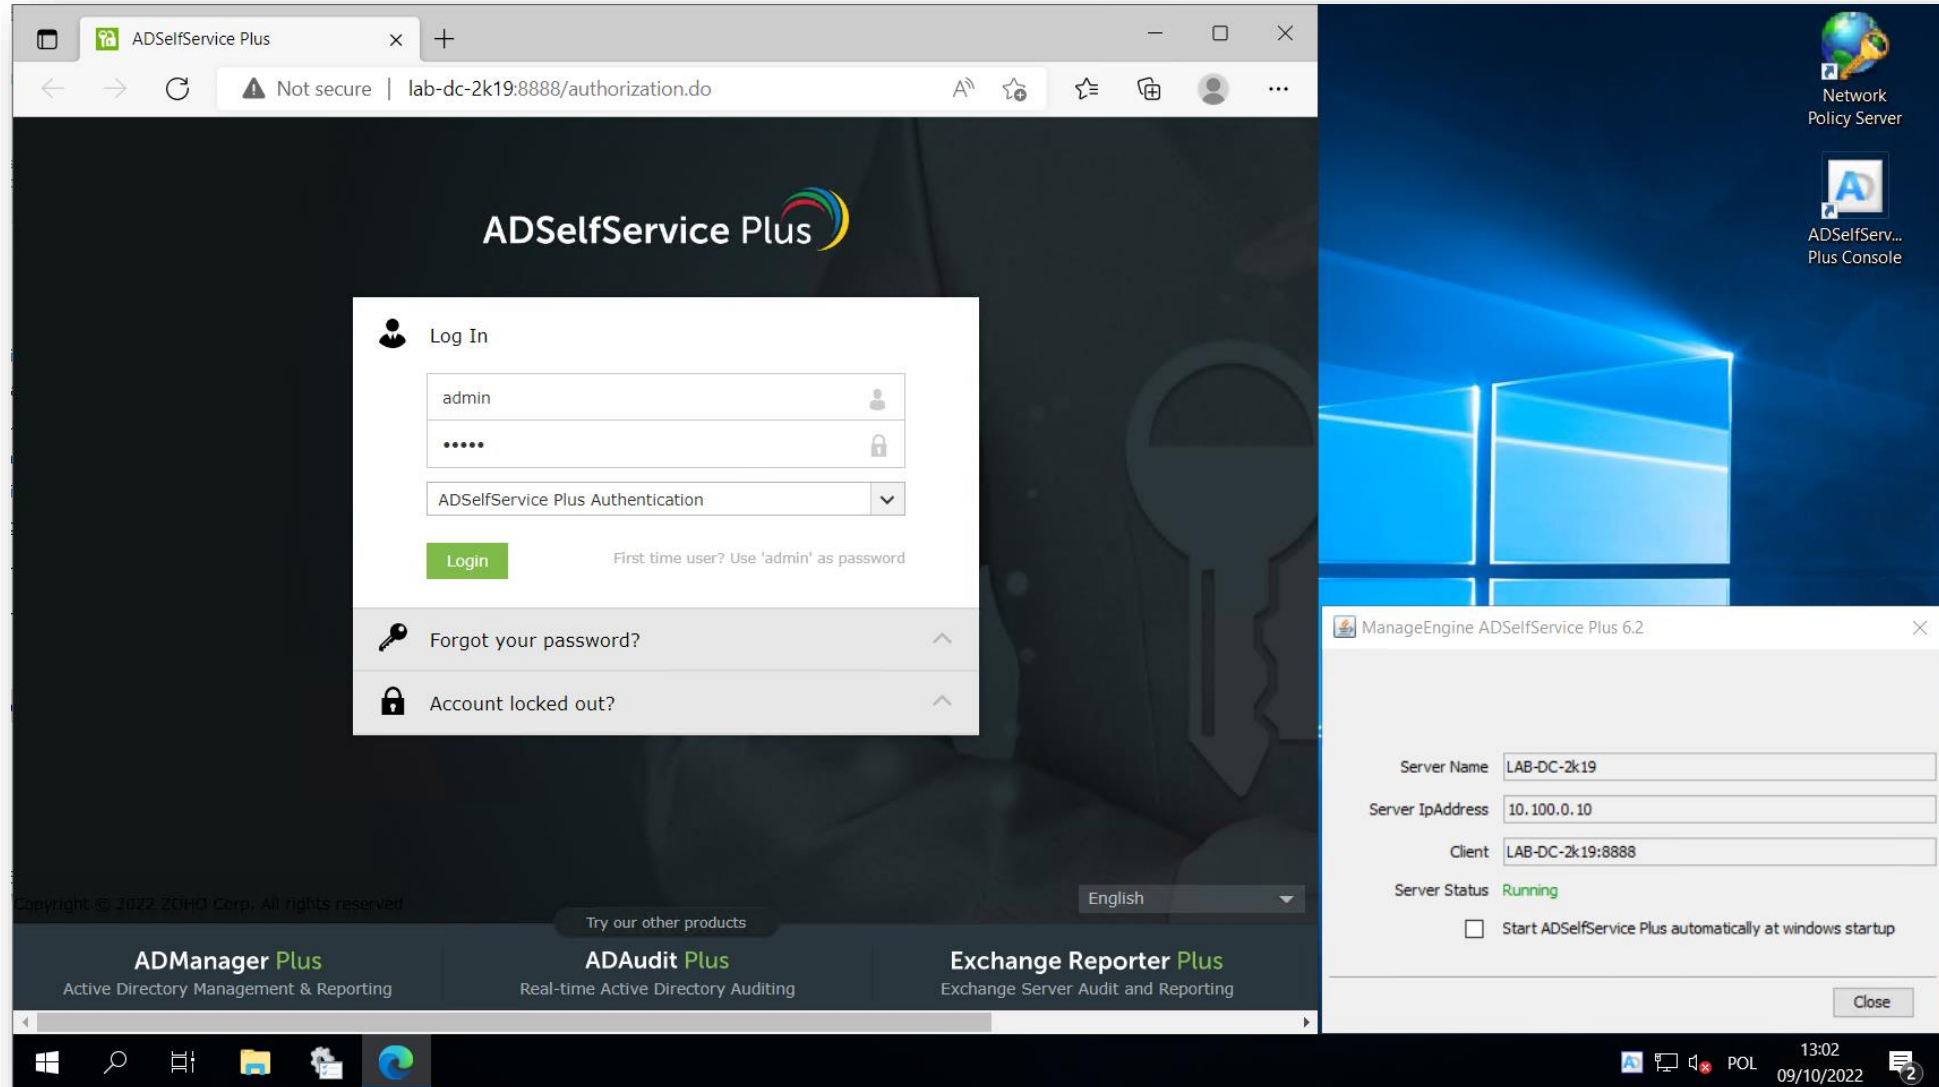 ADSelfService Plus
Not secure | lab-dc-2k19:8888/authorization.do
ADSelfService Plus
Log In
admin
•••••
ADSelfService Plus Authentication
Login
First time user? Use 'admin' as password
Forgot your password?
Account locked out?
Copyright © 2022 ZOHO Corp. All rights reserved
English
Try our other products
ADManager Plus
Active Directory Management & Reporting
ADAudit Plus
Real-time Active Directory Auditing
Exchange Reporter Plus
Exchange Server Audit and Reporting
Network
Policy Server
ADSelfServ...
Plus Console
ManageEngine ADSelfService Plus 6.2
Server Name LAB-DC-2k19
Server IpAddress 10.100.0.10
Client LAB-DC-2k19:8888
Server Status Running
Start ADSelfService Plus automatically at windows startup
Close
POL
13:02
09/10/2022
2